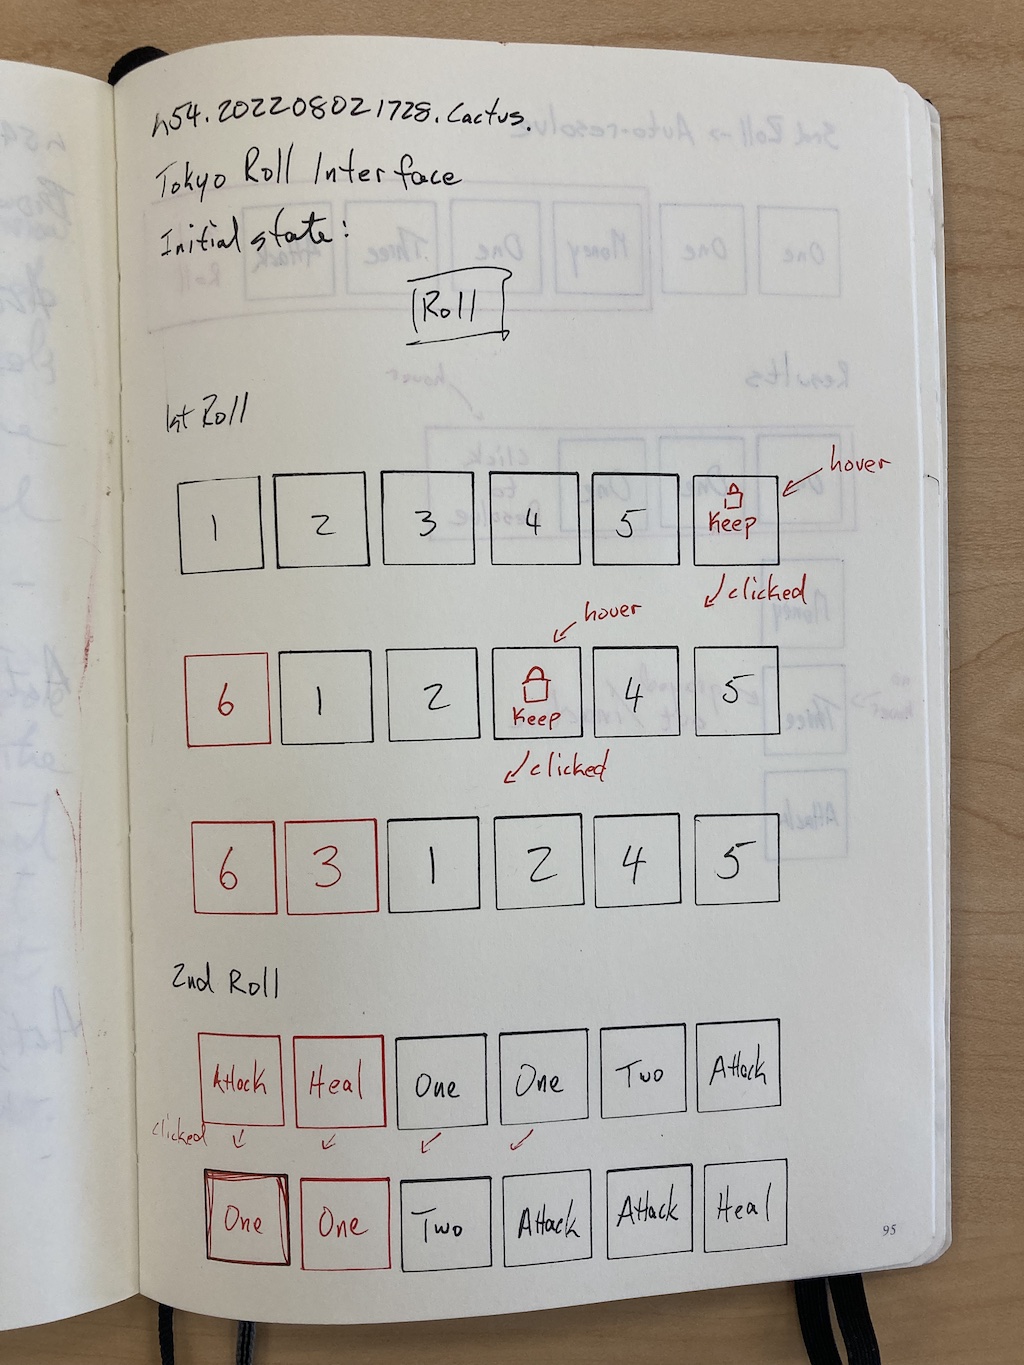 h54.202208021728.Cactus.
Tokyo Roll Interface
Initial state:
Roll
1st Roll
hover
1 2 3 4 5 Keep
clicked
hover
6 1 2 Keep 4 5
clicked
6 3 1 2 4 5
2nd Roll
Attack Heal One One Two Attack
clicked
One One Two Attack Attack Heal
95